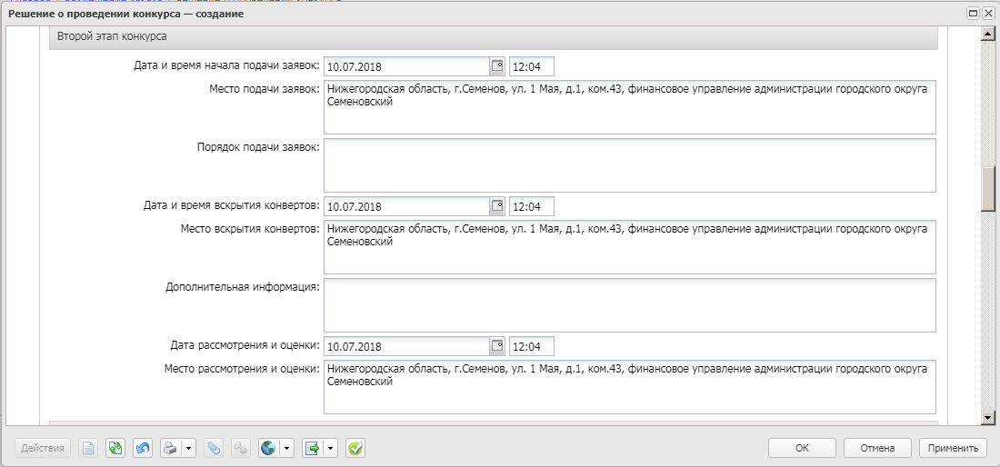 Решение о проведении конкурса — создание
Второй этап конкурса
Дата и время начала подачи заявок: 10.07.2018 12:04
Место подачи заявок: Нижегородская область, г.Семенов, ул. 1 Мая, д.1, ком.43, финансовое управление администрации городского округа
Семеновский
Порядок подачи заявок:
Дата и время вскрытия конвертов: 10.07.2018 12:04
Место вскрытия конвертов: Нижегородская область, г.Семенов, ул. 1 Мая, д.1, ком.43, финансовое управление администрации городского округа
Семеновский
Дополнительная информация:
Дата рассмотрения и оценки: 10.07.2018 12:04
Место рассмотрения и оценки: Нижегородская область, г.Семенов, ул. 1 Мая, д.1, ком.43, финансовое управление администрации городского округа
Семеновский
Действия ОК Отмена Применить